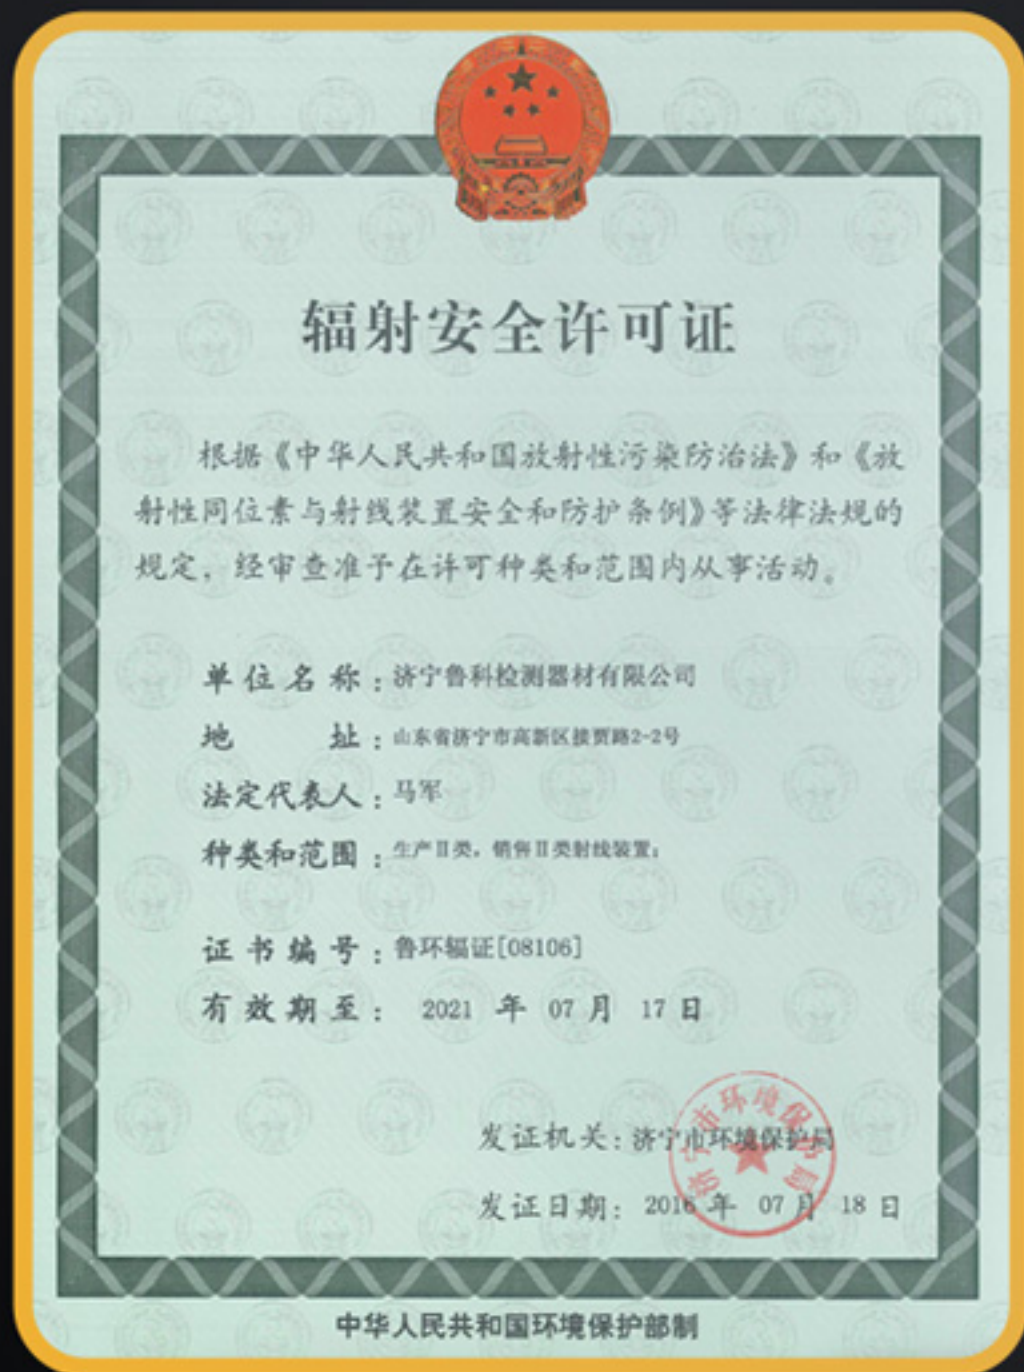 辐射安全许可证
根据《中华人民共和国放射性污染防治法》和《放
射性同位素与射线装置安全和防护条例》等法律法规的
规定，经审查准予在许可种类和范围内从事活动。
单位名称：济宁鲁科检测器材有限公司
地址：山东省济宁市高新区接贾路2-2号
法定代表人：马军
种类和范围：生产Ⅱ类，销售Ⅱ类射线装置；
证书编号：鲁环辐证[08106]
有效期至：2021 年 07 月 17 日
济宁市环境保护局
发证机关：济宁市环境保护局
发证日期：2016 年 07 月 18 日
中华人民共和国环境保护部制